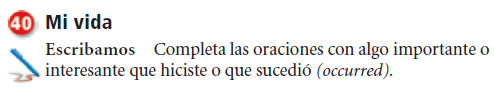 40 Mi vida
Escribamos Completa las oraciones con algo importante o
interesante que hiciste o que sucedió (occurred).